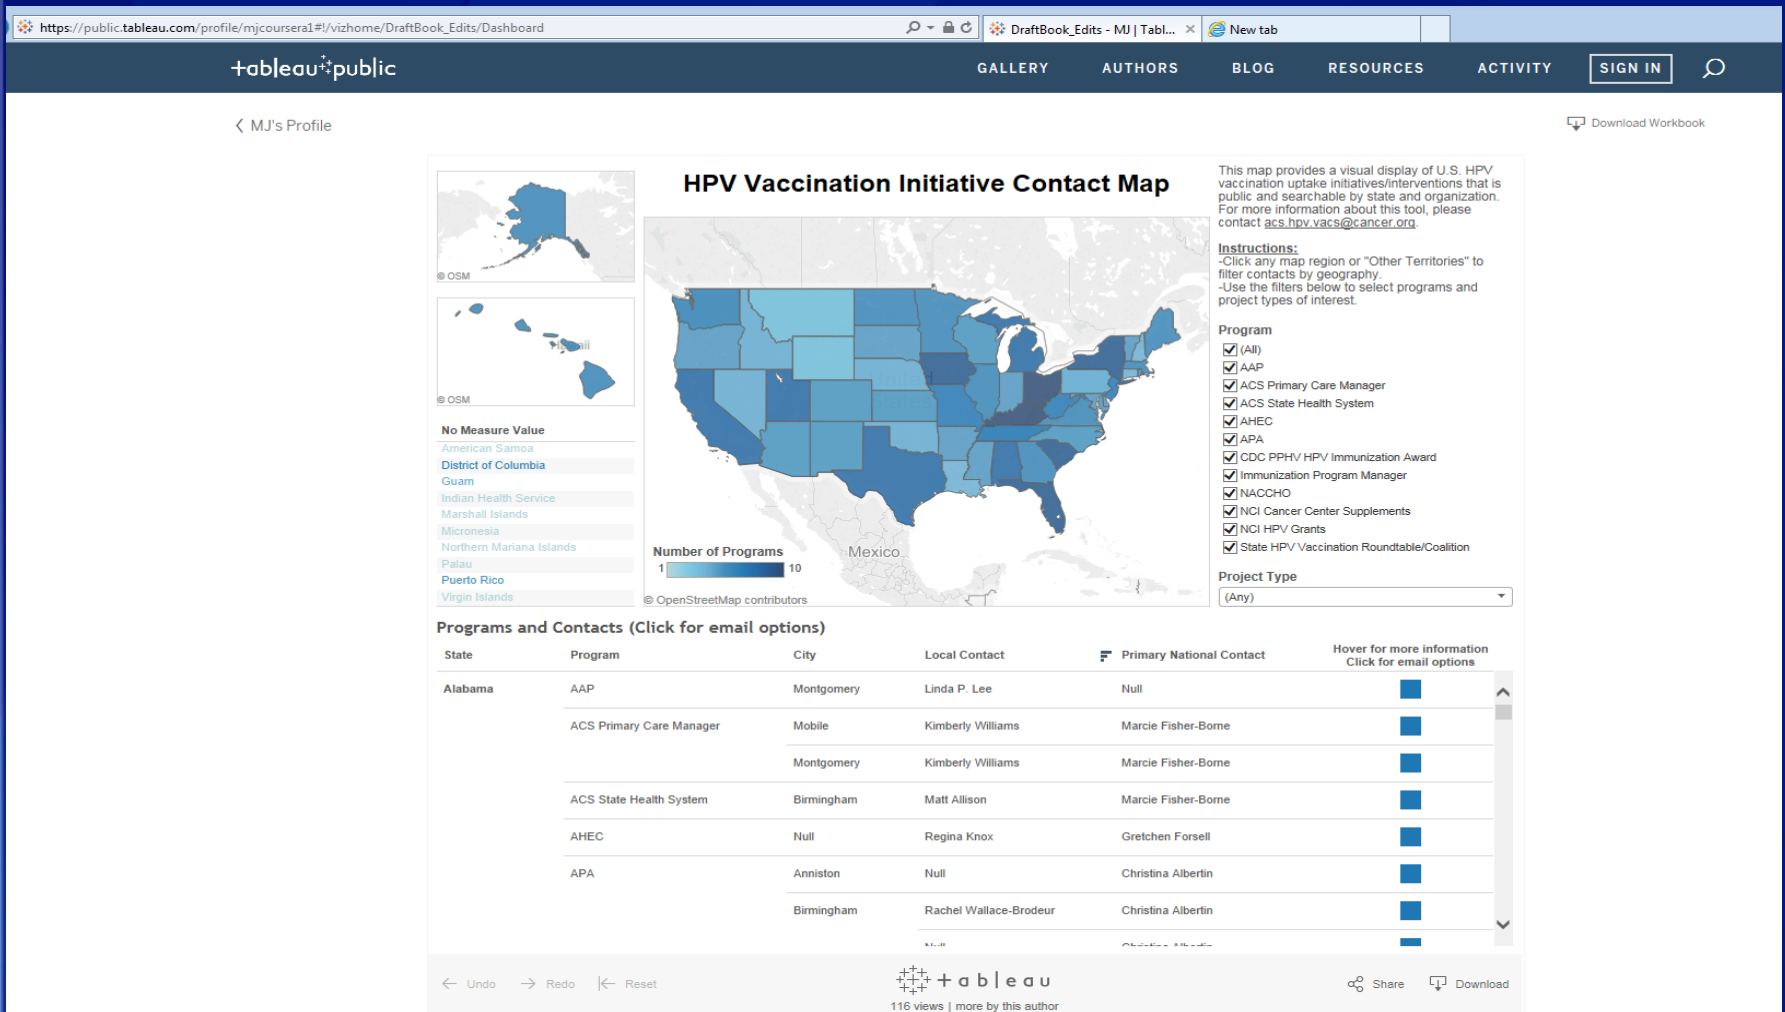 https://public.tableau.com/profile/mjcoursera1#!/vizhome/DraftBook_Edits/Dashboard
DraftBook_Edits - MJ | Tabl...
New tab
+ableau public
GALLERY
AUTHORS
BLOG
RESOURCES
ACTIVITY
SIGN IN
MJ's Profile
Download Workbook
© OSM
© OSM
HPV Vaccination Initiative Contact Map
United States
Mexico
Number of Programs
1
10
© OpenStreetMap contributors
This map provides a visual display of U.S. HPV
vaccination uptake initiatives/interventions that is
public and searchable by state and organization.
For more information about this tool, please
contact acs.hpv.vacs@cancer.org.
Instructions:
-Click any map region or "Other Territories" to
filter contacts by geography.
-Use the filters below to select programs and
project types of interest.
Program
(All)
AAP
ACS Primary Care Manager
ACS State Health System
AHEC
APA
CDC PPHV HPV Immunization Award
Immunization Program Manager
NACCHO
NCI Cancer Center Supplements
NCI HPV Grants
State HPV Vaccination Roundtable/Coalition
Project Type
(Any)
No Measure Value
American Samoa
District of Columbia
Guam
Indian Health Service
Marshall Islands
Micronesia
Northern Mariana Islands
Palau
Puerto Rico
Virgin Islands
Programs and Contacts (Click for email options)
State Program City Local Contact Primary National Contact Hover for more information
Click for email options
Alabama AAP Montgomery Linda P. Lee Null
ACS Primary Care Manager Mobile Kimberly Williams Marcie Fisher-Borne
Montgomery Kimberly Williams Marcie Fisher-Borne
ACS State Health System Birmingham Matt Allison Marcie Fisher-Borne
AHEC Null Regina Knox Gretchen Forsell
APA Anniston Null Christina Albertin
Birmingham Rachel Wallace-Brodeur Christina Albertin
Null Christina Albertin
Undo
Redo
Reset
+ableau
116 views | more by this author
Share
Download